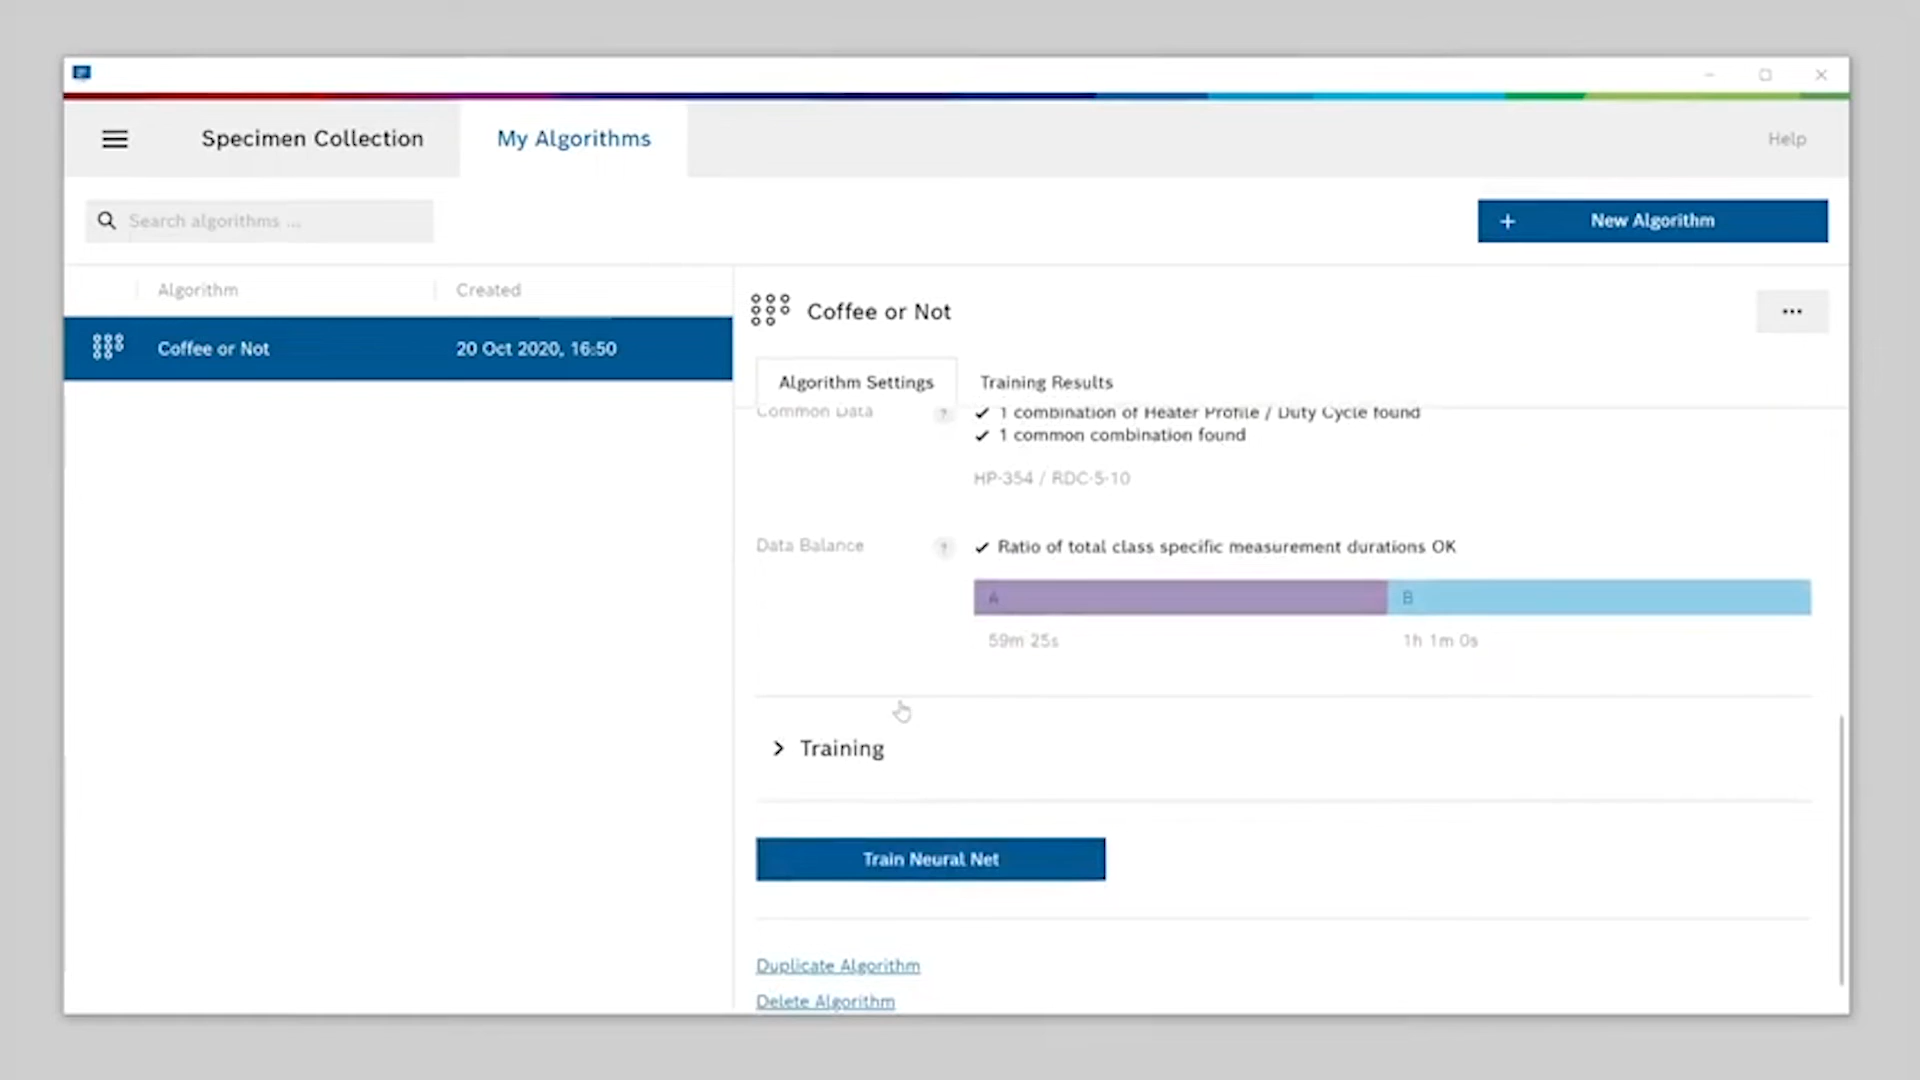 Specimen Collection
My Algorithms
Help
Search algorithms ...
+ New Algorithm
Algorithm
Created
Coffee or Not
20 Oct 2020, 16:50
Coffee or Not
...
Algorithm Settings
Training Results
Common Data
?
✓ 1 combination of Heater Profile / Duty Cycle found
✓ 1 common combination found
HP-354 / RDC-5-10
Data Balance
?
✓ Ratio of total class specific measurement durations OK
A
B
59m 25s
1h 1m 0s
Training
Train Neural Net
Duplicate Algorithm
Delete Algorithm